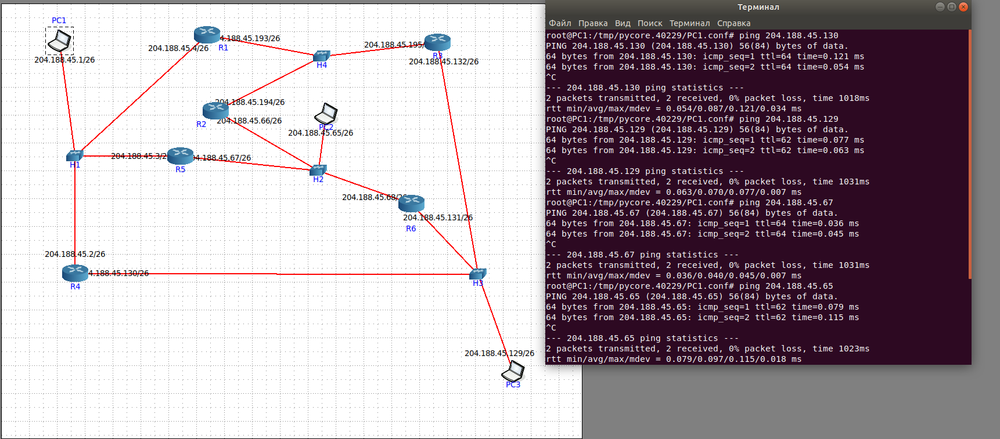 PC1
204.188.45.1/26
204.188.45.4/26
R1
4.188.45.193/26
H4
204.188.45.195/
R3
204.188.45.132/26
204.188.45.194/26
R2
204.188.45.66/26
PC2
204.188.45.65/26
H1
204.188.45.3/2
R5
4.188.45.67/26
H2
204.188.45.68/26
204.188.45.131/26
R6
204.188.45.2/26
4.188.45.130/26
R4
H3
204.188.45.129/26
PC3
Терминал
Файл Правка Вид Поиск Терминал Справка
root@PC1:/tmp/pycore.40229/PC1.conf# ping 204.188.45.130
PING 204.188.45.130 (204.188.45.130) 56(84) bytes of data.
64 bytes from 204.188.45.130: icmp_seq=1 ttl=64 time=0.121 ms
64 bytes from 204.188.45.130: icmp_seq=2 ttl=64 time=0.054 ms
^C
--- 204.188.45.130 ping statistics ---
2 packets transmitted, 2 received, 0% packet loss, time 1018ms
rtt min/avg/max/mdev = 0.054/0.087/0.121/0.034 ms
root@PC1:/tmp/pycore.40229/PC1.conf# ping 204.188.45.129
PING 204.188.45.129 (204.188.45.129) 56(84) bytes of data.
64 bytes from 204.188.45.129: icmp_seq=1 ttl=62 time=0.077 ms
64 bytes from 204.188.45.129: icmp_seq=2 ttl=62 time=0.063 ms
^C
--- 204.188.45.129 ping statistics ---
2 packets transmitted, 2 received, 0% packet loss, time 1031ms
rtt min/avg/max/mdev = 0.063/0.070/0.077/0.007 ms
root@PC1:/tmp/pycore.40229/PC1.conf# ping 204.188.45.67
PING 204.188.45.67 (204.188.45.67) 56(84) bytes of data.
64 bytes from 204.188.45.67: icmp_seq=1 ttl=64 time=0.036 ms
64 bytes from 204.188.45.67: icmp_seq=2 ttl=64 time=0.045 ms
^C
--- 204.188.45.67 ping statistics ---
2 packets transmitted, 2 received, 0% packet loss, time 1031ms
rtt min/avg/max/mdev = 0.036/0.040/0.045/0.007 ms
root@PC1:/tmp/pycore.40229/PC1.conf# ping 204.188.45.65
PING 204.188.45.65 (204.188.45.65) 56(84) bytes of data.
64 bytes from 204.188.45.65: icmp_seq=1 ttl=62 time=0.079 ms
64 bytes from 204.188.45.65: icmp_seq=2 ttl=62 time=0.115 ms
^C
--- 204.188.45.65 ping statistics ---
2 packets transmitted, 2 received, 0% packet loss, time 1023ms
rtt min/avg/max/mdev = 0.079/0.097/0.115/0.018 ms